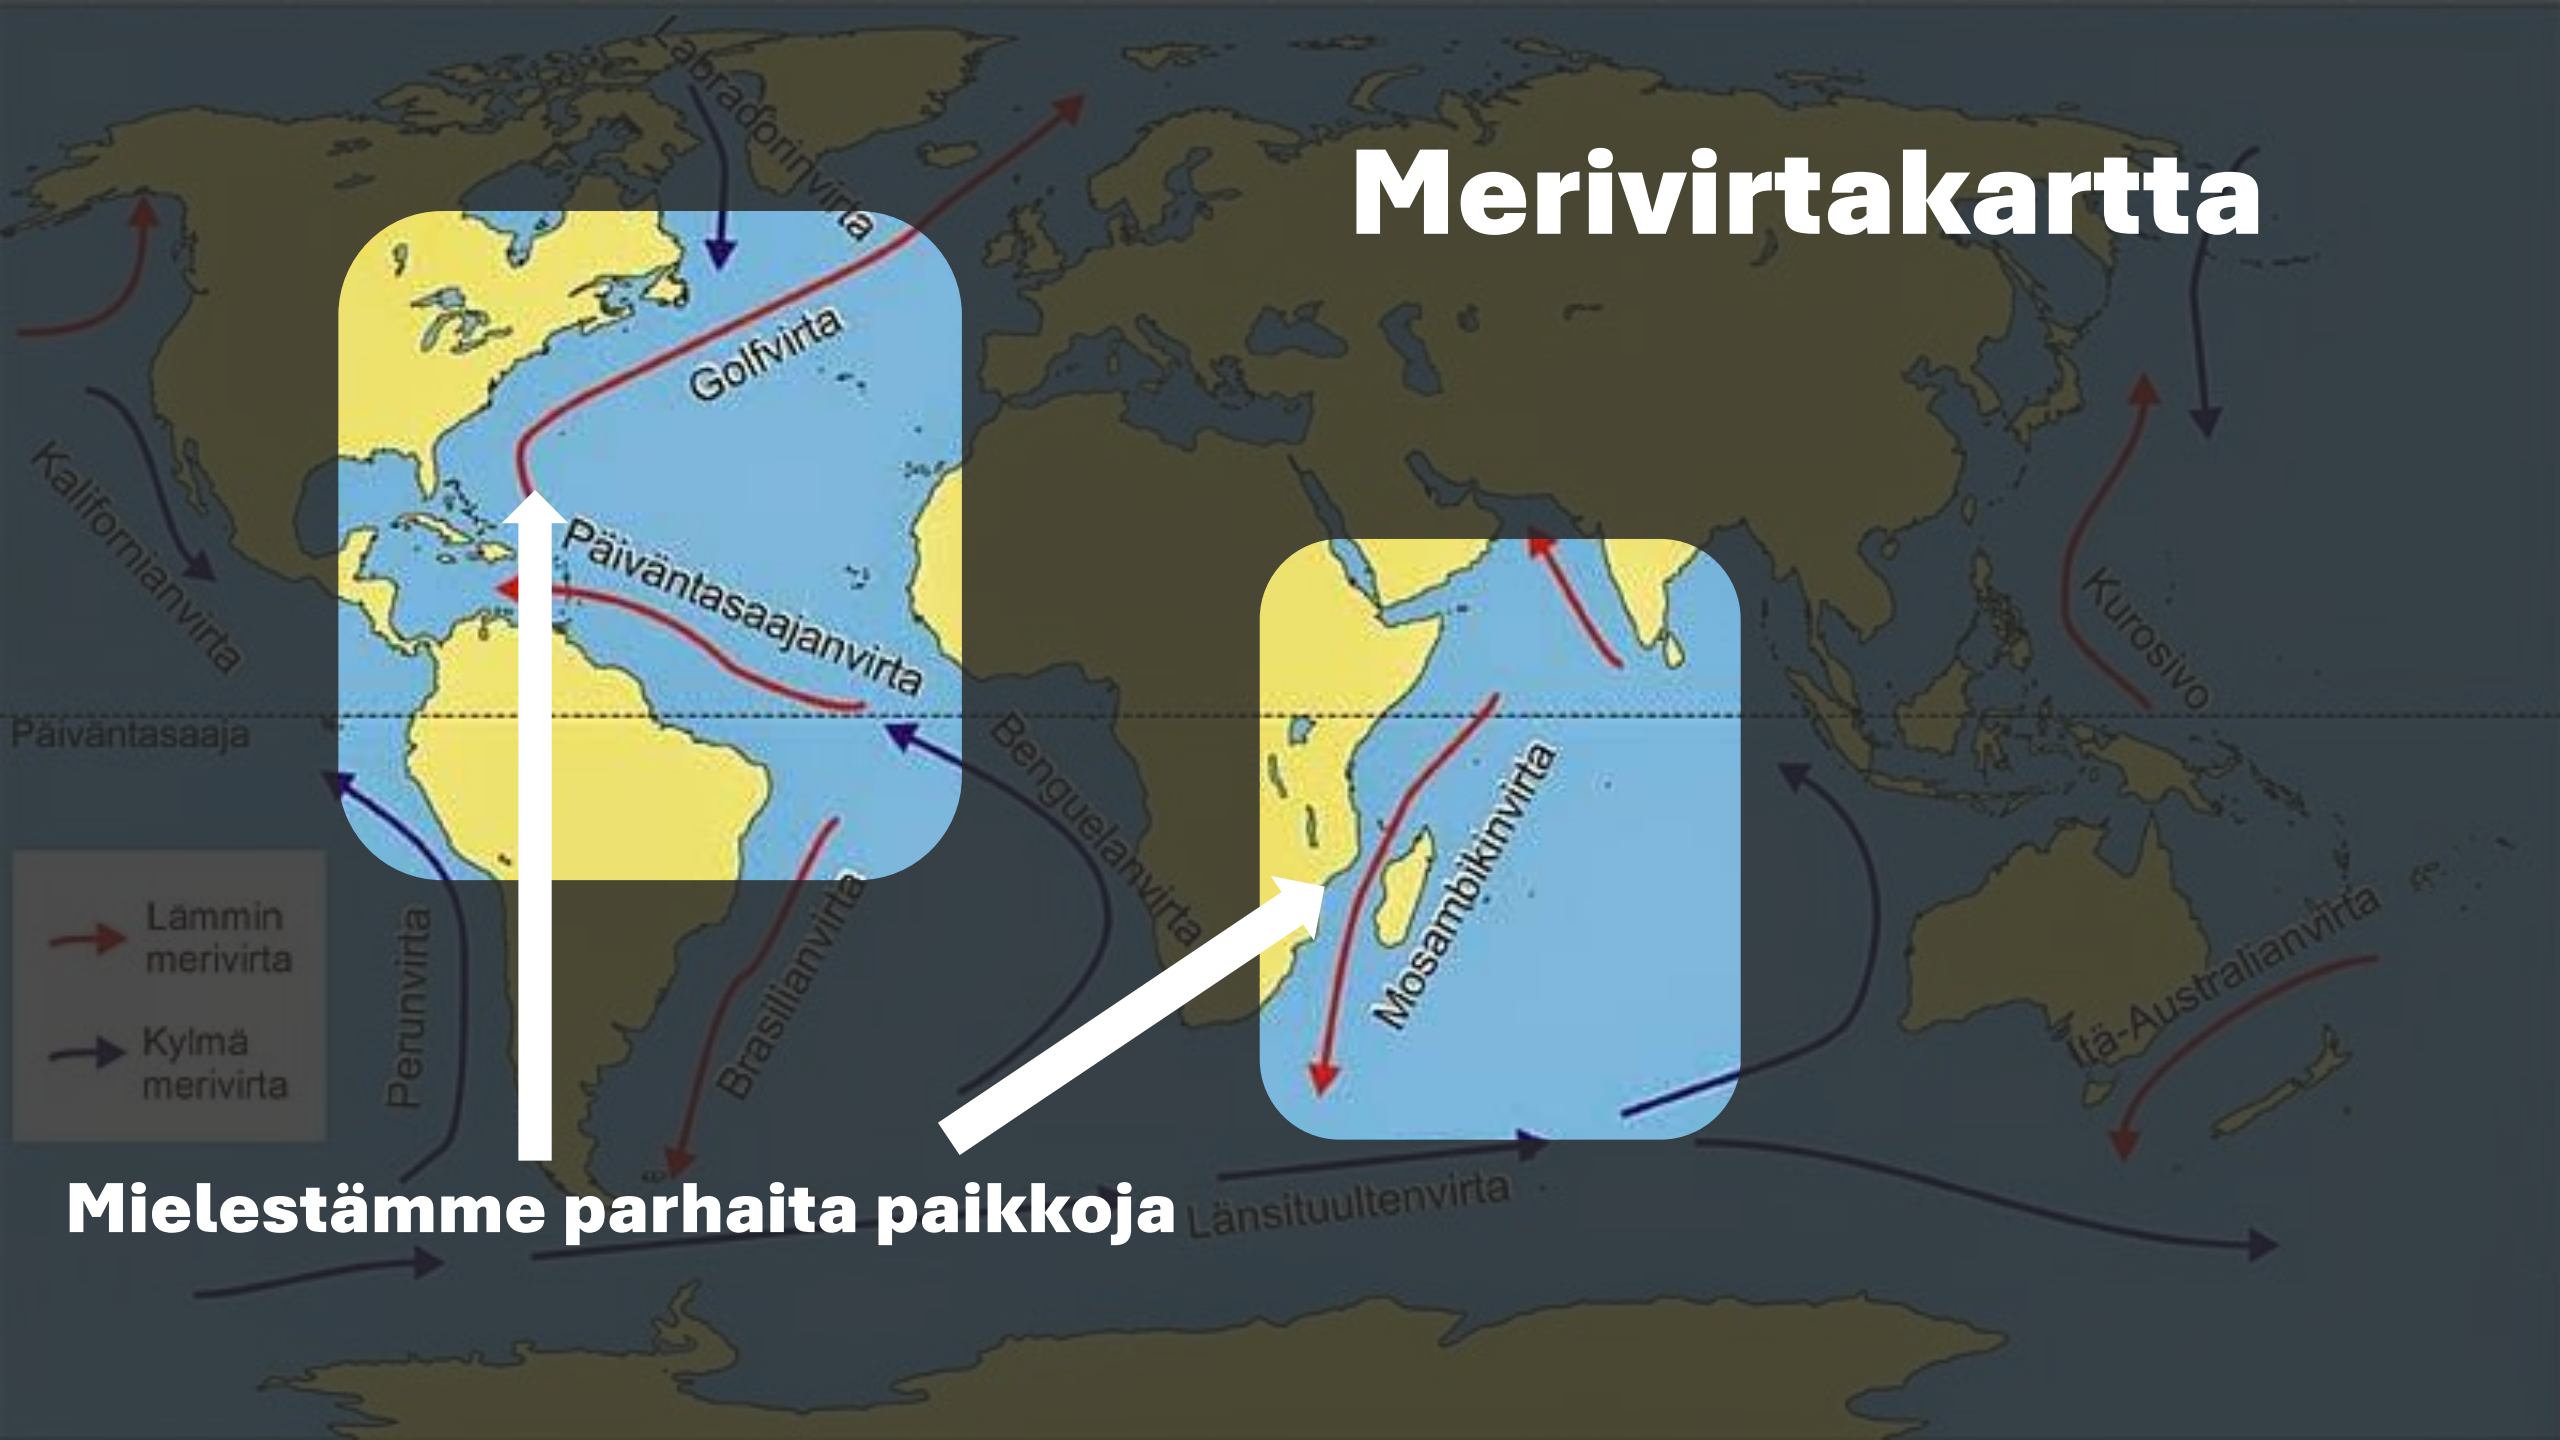 Merivirtakartta
Labradorinvirta
Golfvirta
Päiväntasaajanvirta
Kalifornianvirta
Kurosivo
Päiväntasaaja
Benguelanvirta
Mosambikinvirta
Lämmin
merivirta
Kylmä
merivirta
Perunvirta
Brasilianvirta
Itä-Australianvirta
Länsituultenvirta
Mielestämme parhaita paikkoja